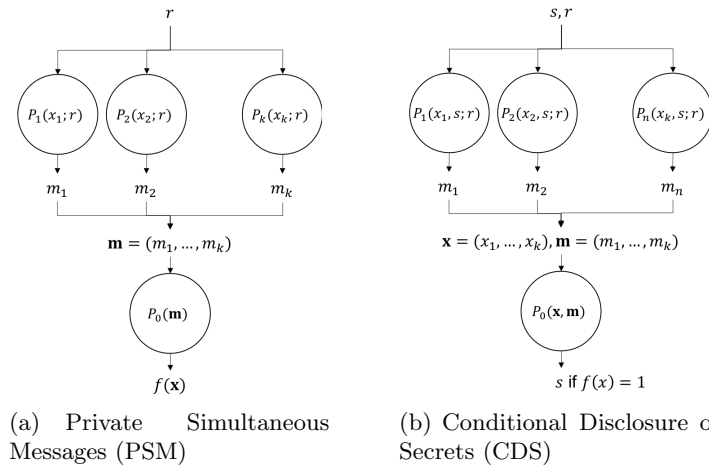 r
P₁(x₁; r) P₂(x₂; r) Pₖ(xₖ; r)
m₁ m₂ mₖ
𝐦 = (m₁, …, mₖ)
P₀(𝐦)
f(𝐱)
(a) Private Simultaneous
Messages (PSM)
s, r
P₁(x₁, s; r) P₂(x₂, s; r) Pₙ(xₖ, s; r)
m₁ m₂ mₙ
𝐱 = (x₁, …, xₖ), 𝐦 = (m₁, …, mₖ)
P₀(𝐱, 𝐦)
s if f(x) = 1
(b) Conditional Disclosure o
Secrets (CDS)